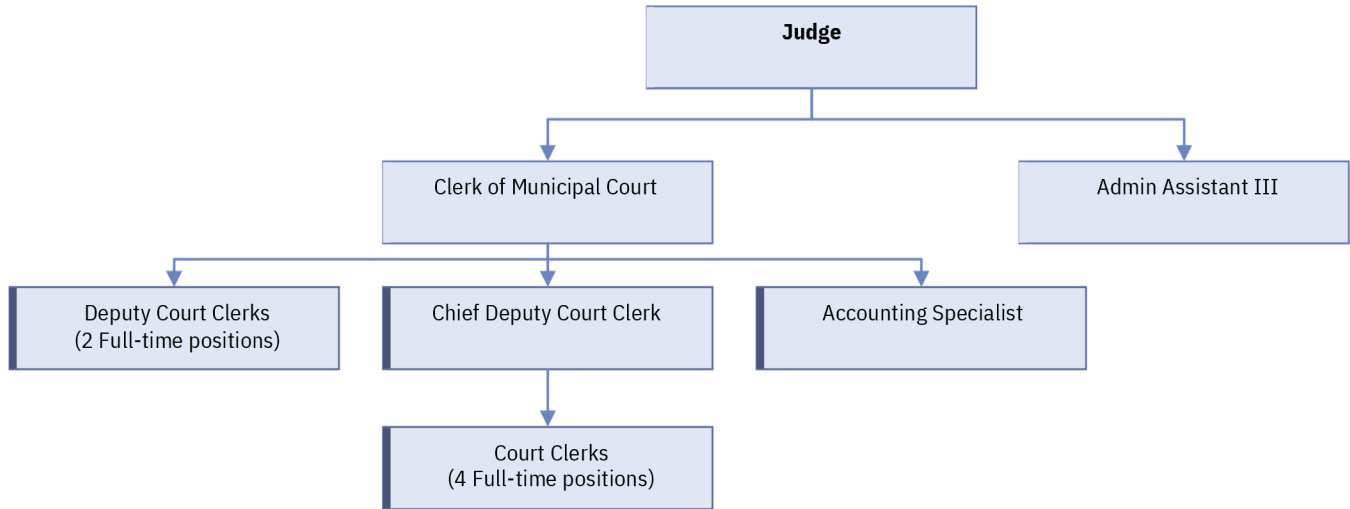 Judge
Clerk of Municipal Court
Admin Assistant III
Deputy Court Clerks
(2 Full-time positions)
Chief Deputy Court Clerk
Accounting Specialist
Court Clerks
(4 Full-time positions)